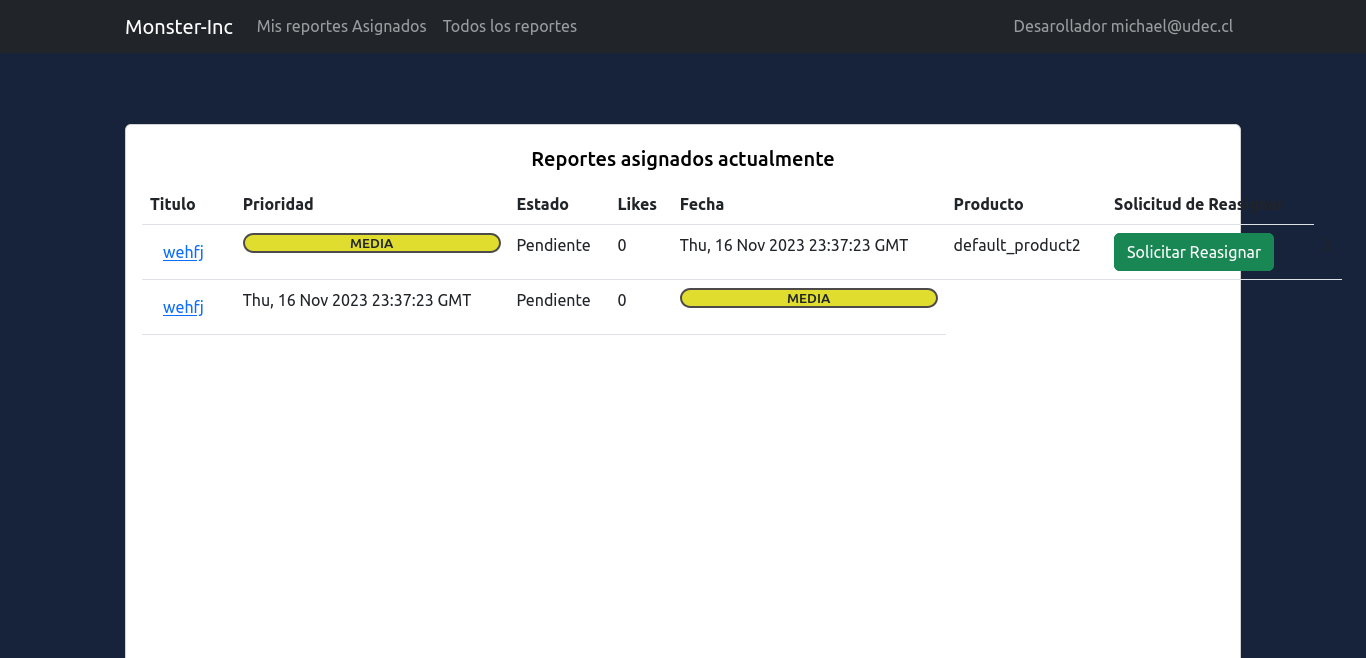 Monster-Inc Mis reportes Asignados Todos los reportes Desarollador michael@udec.cl
Reportes asignados actualmente
Titulo Prioridad Estado Likes Fecha Producto Solicitud de Reasignar
wehfj MEDIA Pendiente 0 Thu, 16 Nov 2023 23:37:23 GMT default_product2 Solicitar Reasignar
wehfj Thu, 16 Nov 2023 23:37:23 GMT Pendiente 0 MEDIA